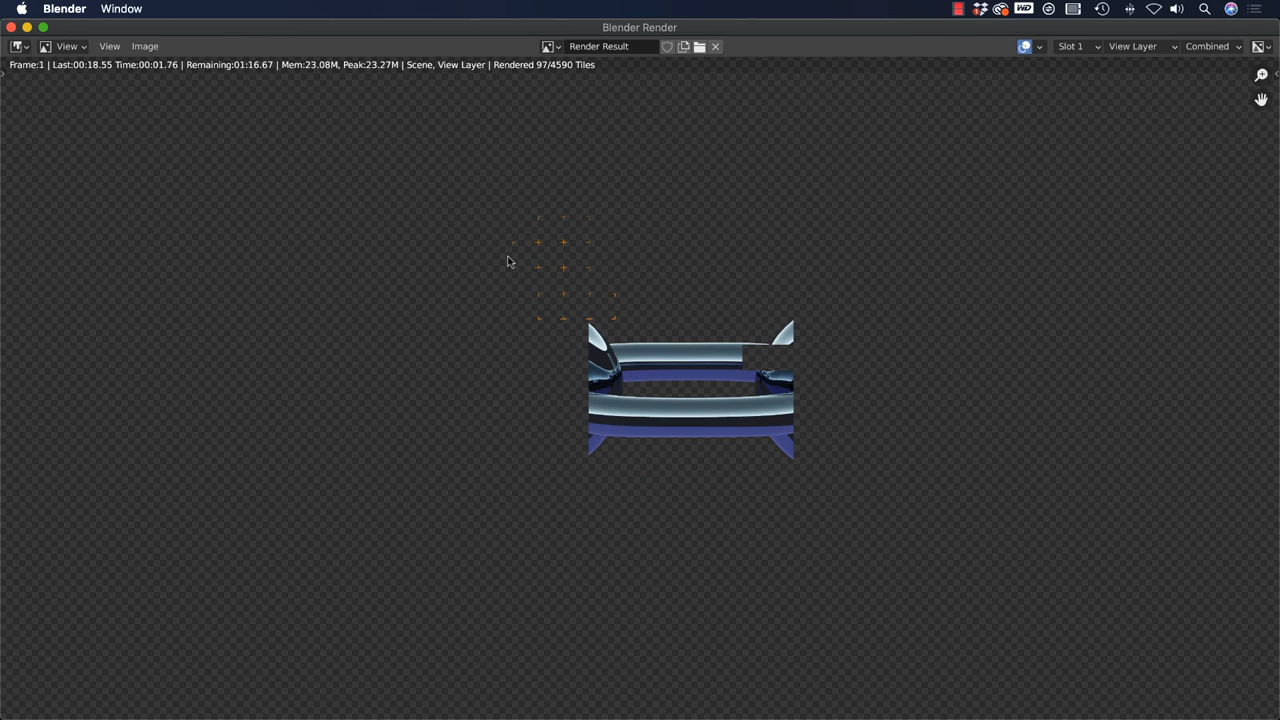 Blender Window
Blender Render
View View Image Render Result Slot 1 View Layer Combined
Frame:1 | Last:00:18.55 Time:00:01.76 | Remaining:01:16.67 | Mem:23.08M, Peak:23.27M | Scene, View Layer | Rendered 97/4590 Tiles